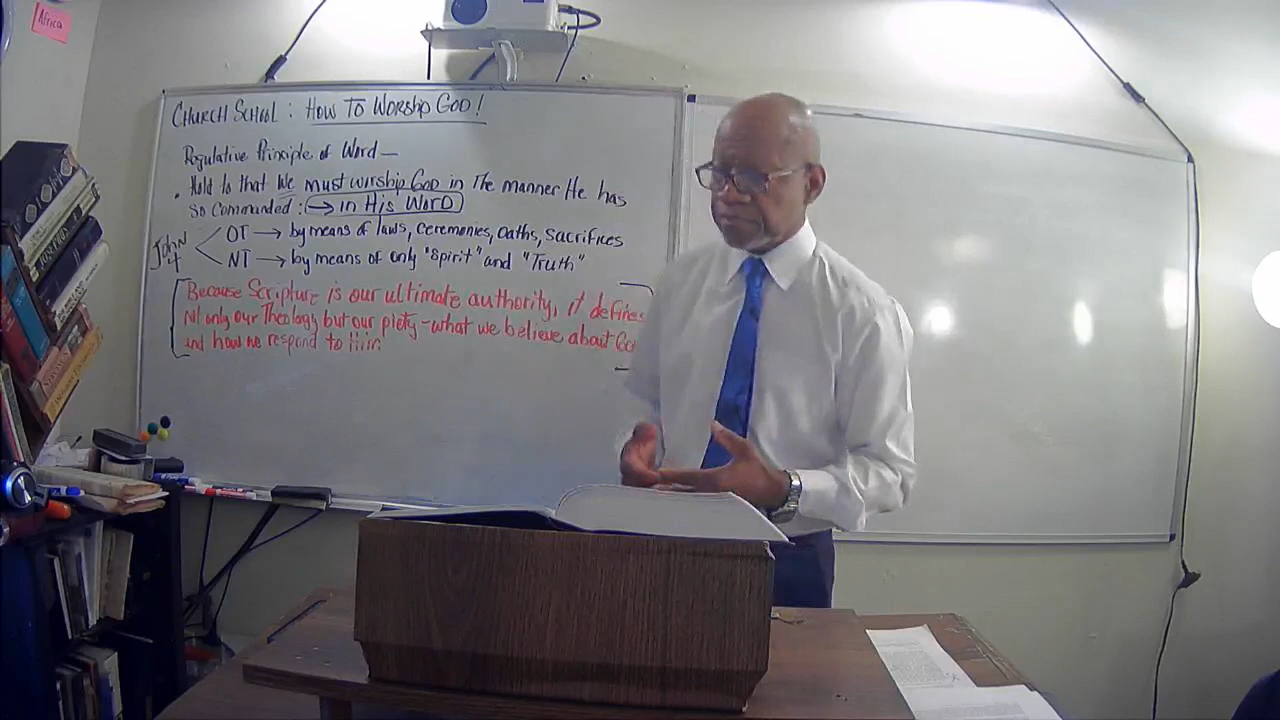 Africa
CHURCH SCHOOL: HOW TO WORSHIP GOD!
Regulative Principle of Word—
• Hold to that We must worship God in The manner He has
so Commanded: → in His WORD
John 4
OT → by means of laws, ceremonies, oaths, sacrifices
NT → by means of only "Spirit" and "Truth"
Because Scripture is our ultimate authority, it defines
not only our Theology but our piety-what we believe about God
and how we respond to Him